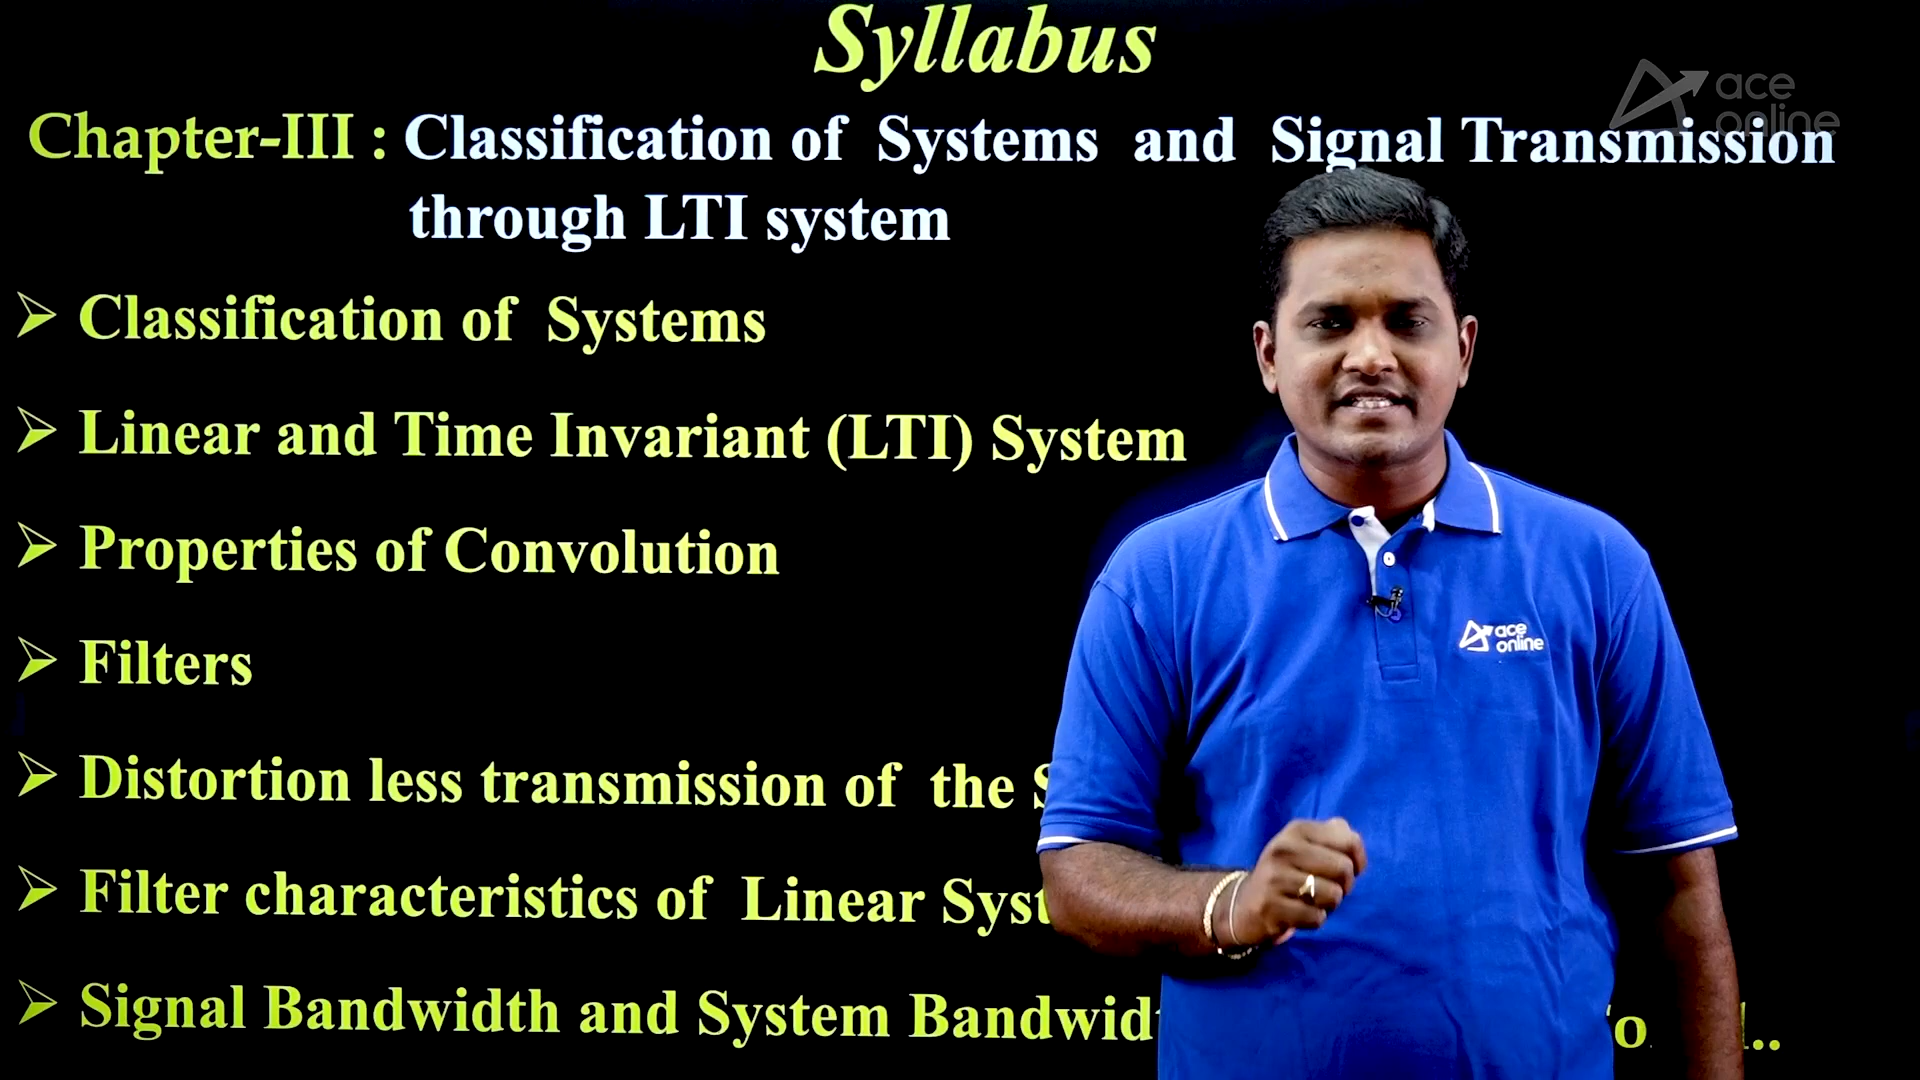 Syllabus
ace
online
Chapter-III : Classification of Systems and Signal Transmission
through LTI system
➢ Classification of Systems
➢ Linear and Time Invariant (LTI) System
➢ Properties of Convolution
➢ Filters
➢ Distortion less transmission of the
➢ Filter characteristics of Linear
➢ Signal Bandwidth and System
ace
online